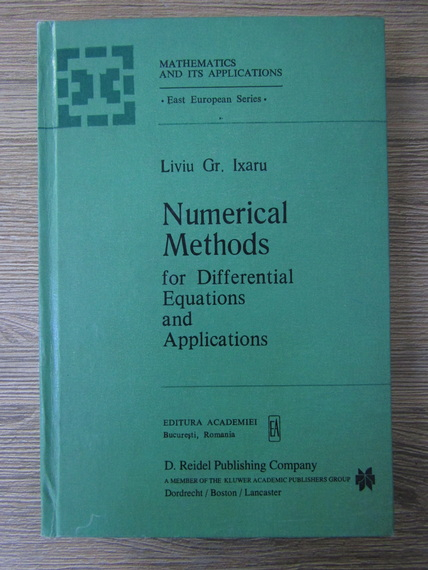 MATHEMATICS
AND ITS APPLICATIONS
• East European Series •
Liviu Gr. Ixaru
Numerical
Methods
for Differential
Equations
and
Applications
EDITURA ACADEMIEI
București, Romania
EA
D. Reidel Publishing Company
A MEMBER OF THE KLUWER ACADEMIC PUBLISHERS GROUP
Dordrecht / Boston / Lancaster